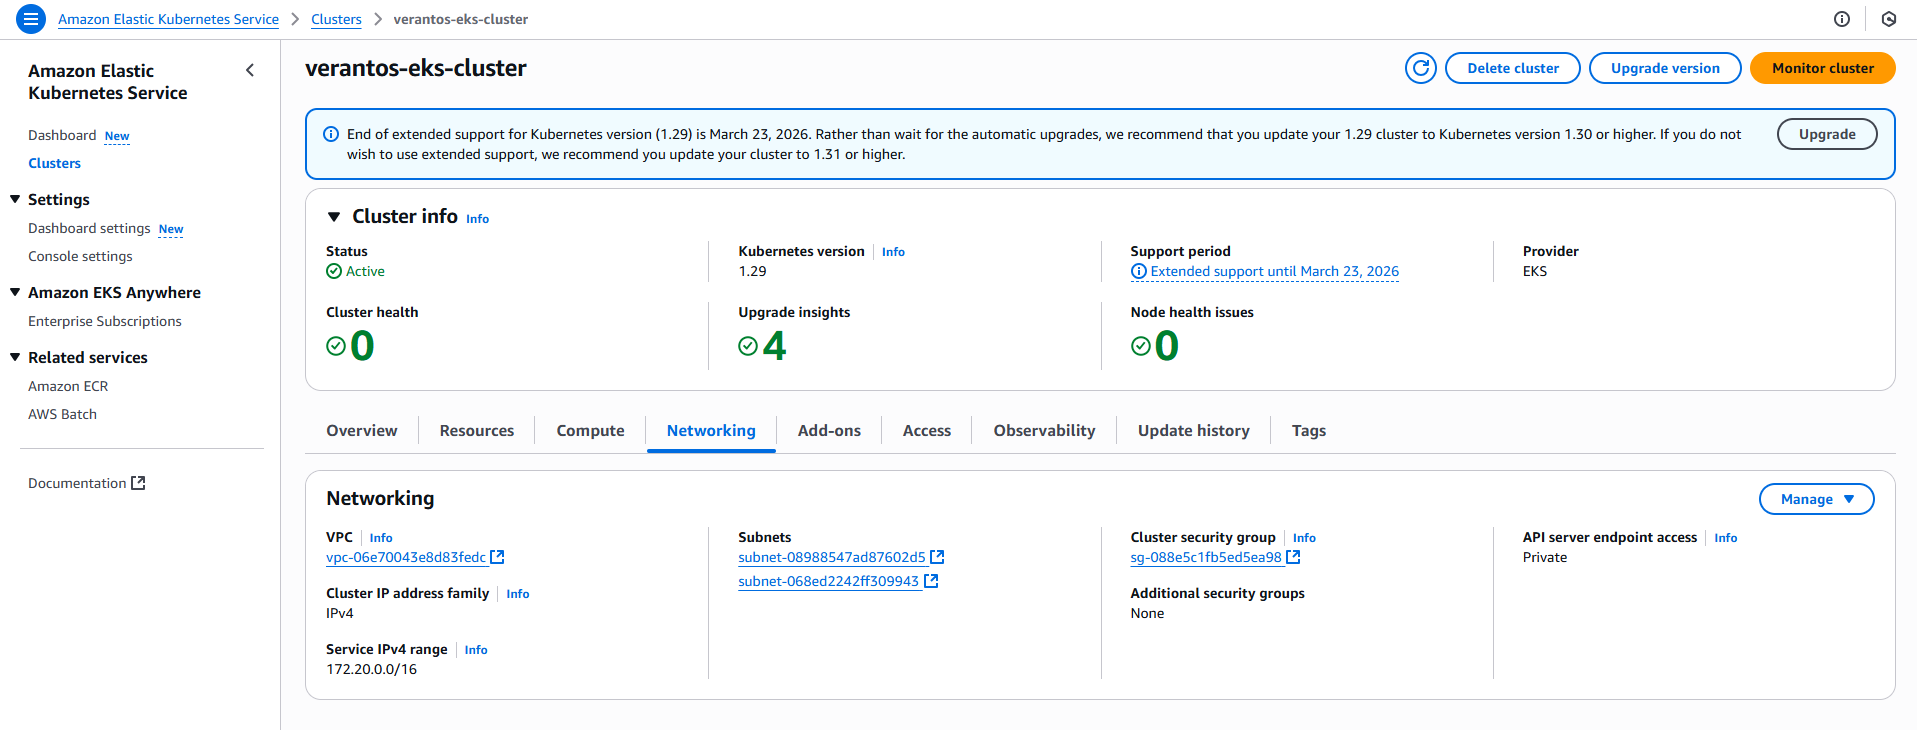 Amazon Elastic Kubernetes Service > Clusters > verantos-eks-cluster
Amazon Elastic
Kubernetes Service
Dashboard New
Clusters
Settings
Dashboard settings New
Console settings
Amazon EKS Anywhere
Enterprise Subscriptions
Related services
Amazon ECR
AWS Batch
Documentation
verantos-eks-cluster
Delete cluster
Upgrade version
Monitor cluster
End of extended support for Kubernetes version (1.29) is March 23, 2026. Rather than wait for the automatic upgrades, we recommend that you update your 1.29 cluster to Kubernetes version 1.30 or higher. If you do not
wish to use extended support, we recommend you update your cluster to 1.31 or higher.
Upgrade
Cluster info Info
Status
Active
Kubernetes version Info
1.29
Support period
Extended support until March 23, 2026
Provider
EKS
Cluster health
0
Upgrade insights
4
Node health issues
0
Overview Resources Compute Networking Add-ons Access Observability Update history Tags
Networking
Manage
VPC Info
vpc-06e70043e8d83fedc
Cluster IP address family Info
IPv4
Service IPv4 range Info
172.20.0.0/16
Subnets
subnet-08988547ad87602d5
subnet-068ed2242ff309943
Cluster security group Info
sg-088e5c1fb5ed5ea98
Additional security groups
None
API server endpoint access Info
Private